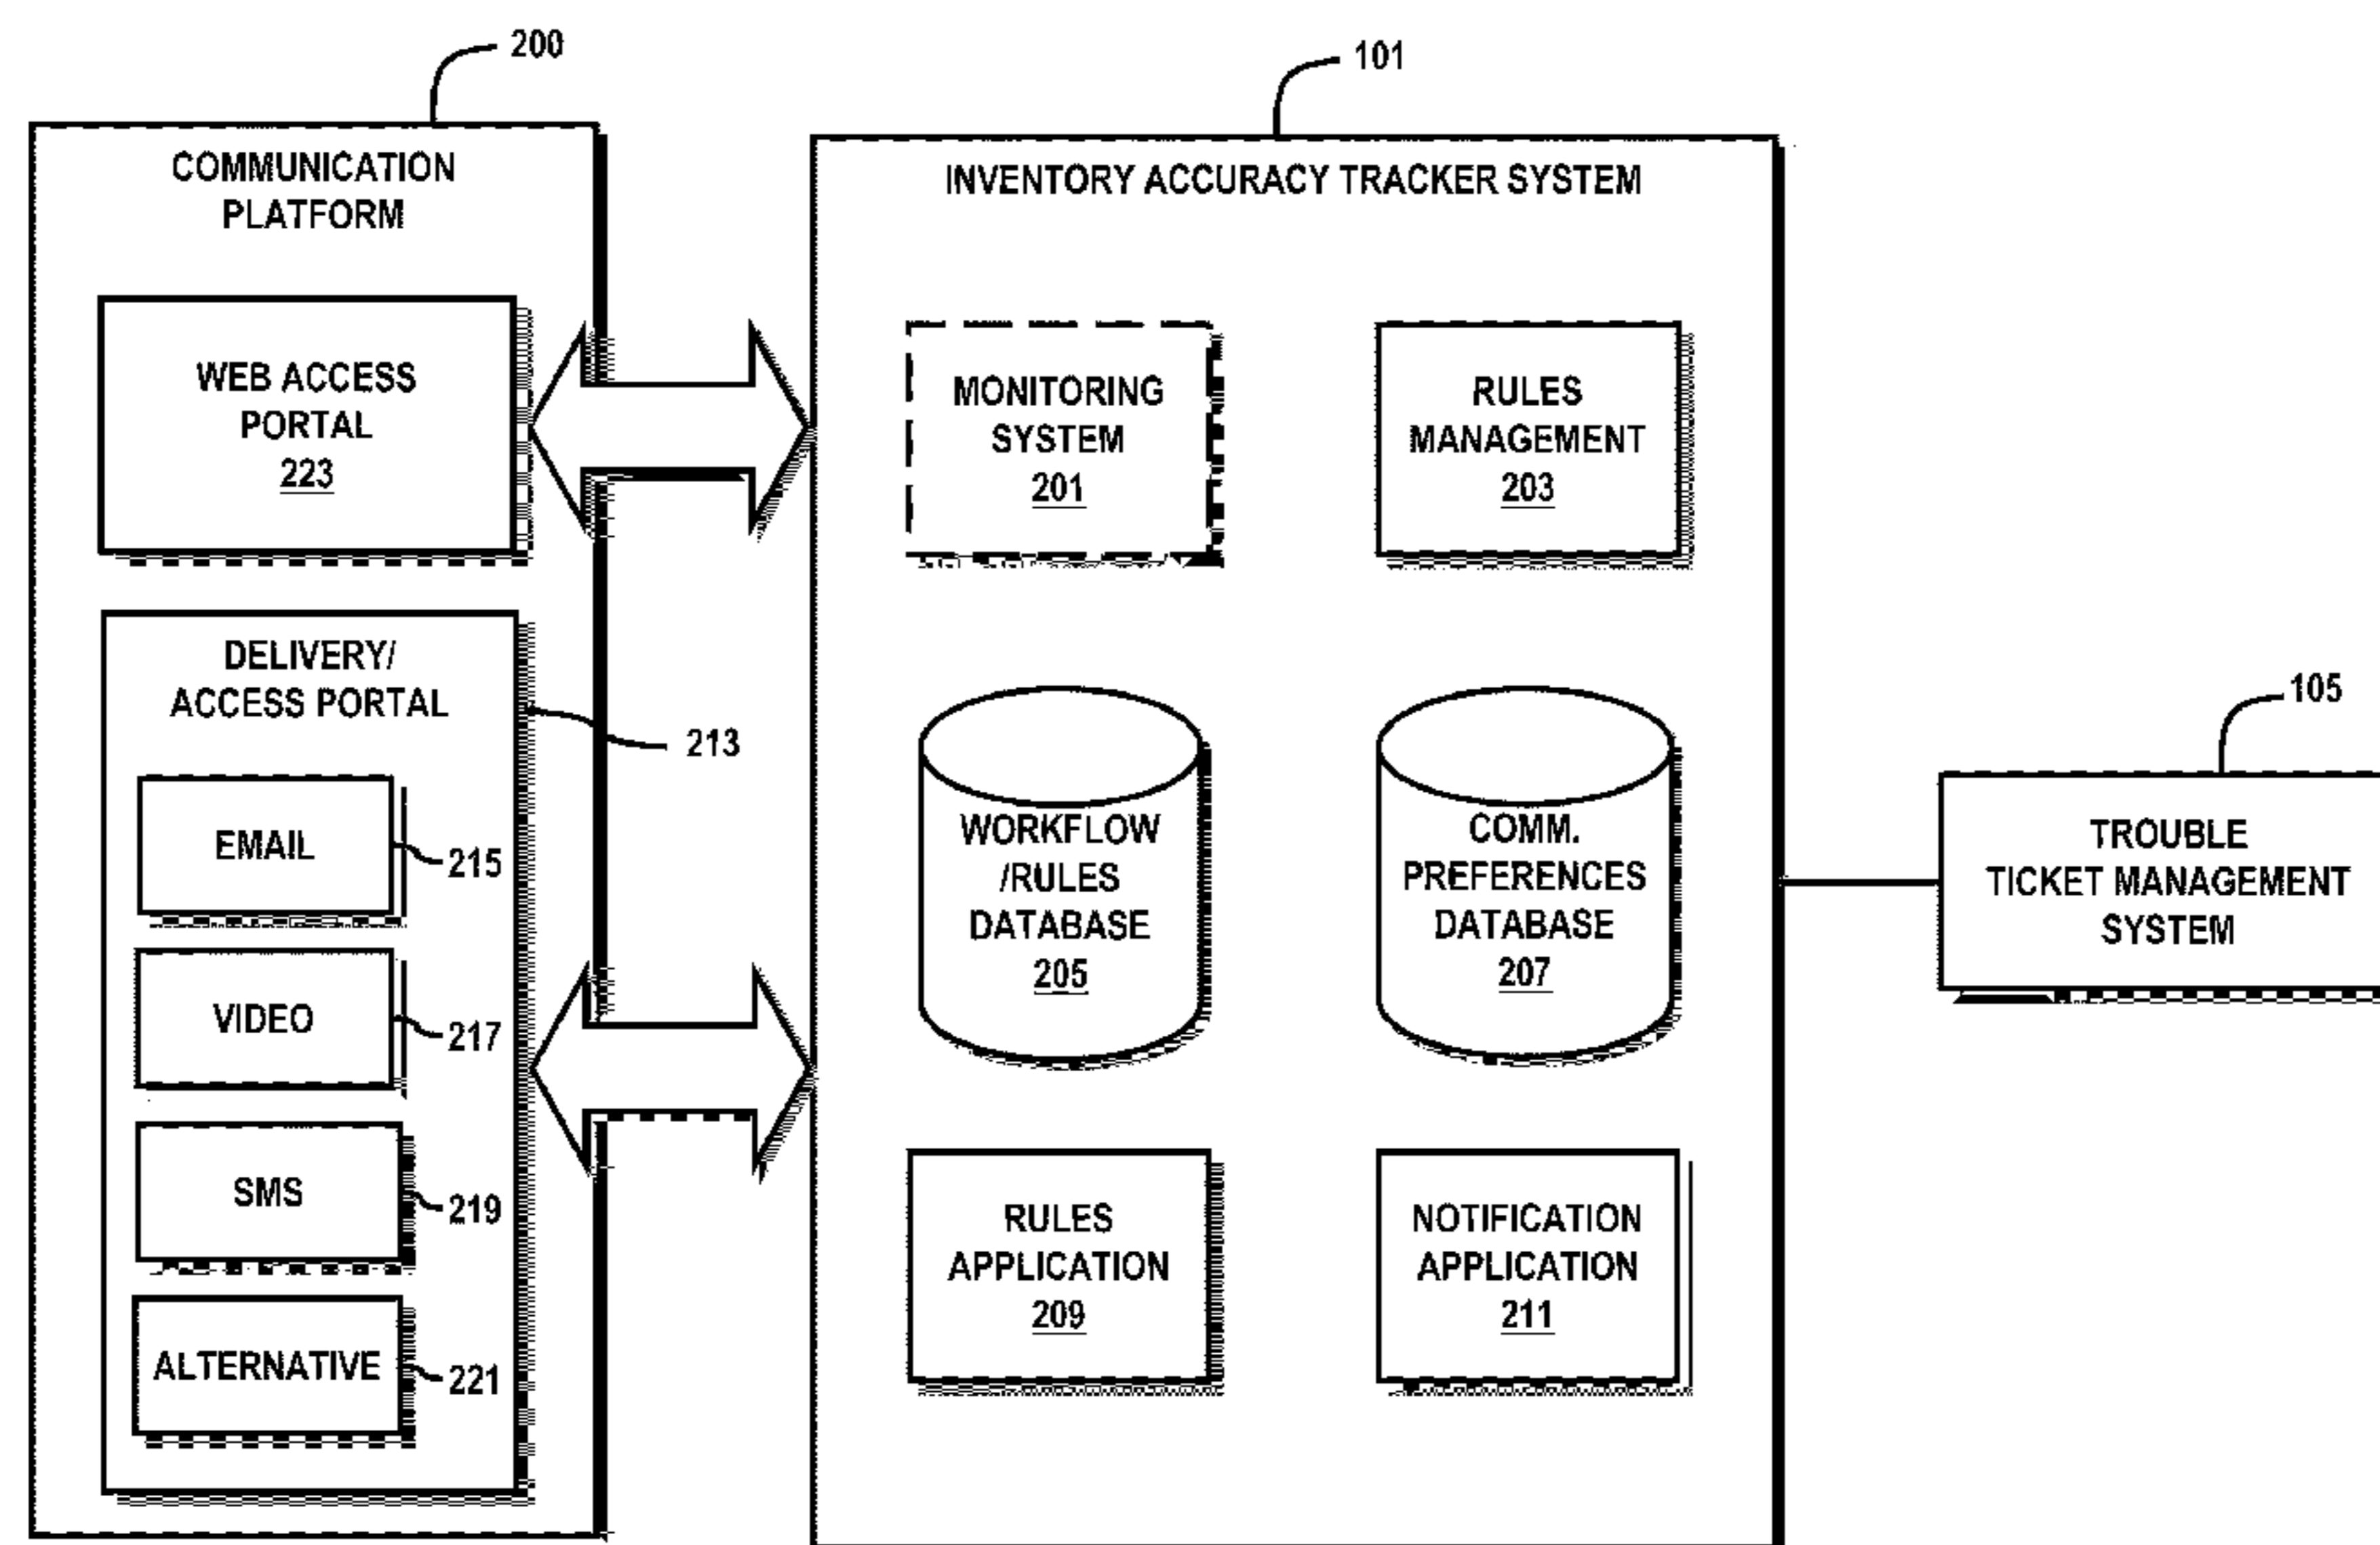 200
COMMUNICATION
PLATFORM
WEB ACCESS
PORTAL
223
DELIVERY/
ACCESS PORTAL
213
EMAIL
215
VIDEO
217
SMS
219
ALTERNATIVE
221
101
INVENTORY ACCURACY TRACKER SYSTEM
MONITORING
SYSTEM
201
RULES
MANAGEMENT
203
WORKFLOW
/RULES
DATABASE
205
COMM.
PREFERENCES
DATABASE
207
RULES
APPLICATION
209
NOTIFICATION
APPLICATION
211
105
TROUBLE
TICKET MANAGEMENT
SYSTEM